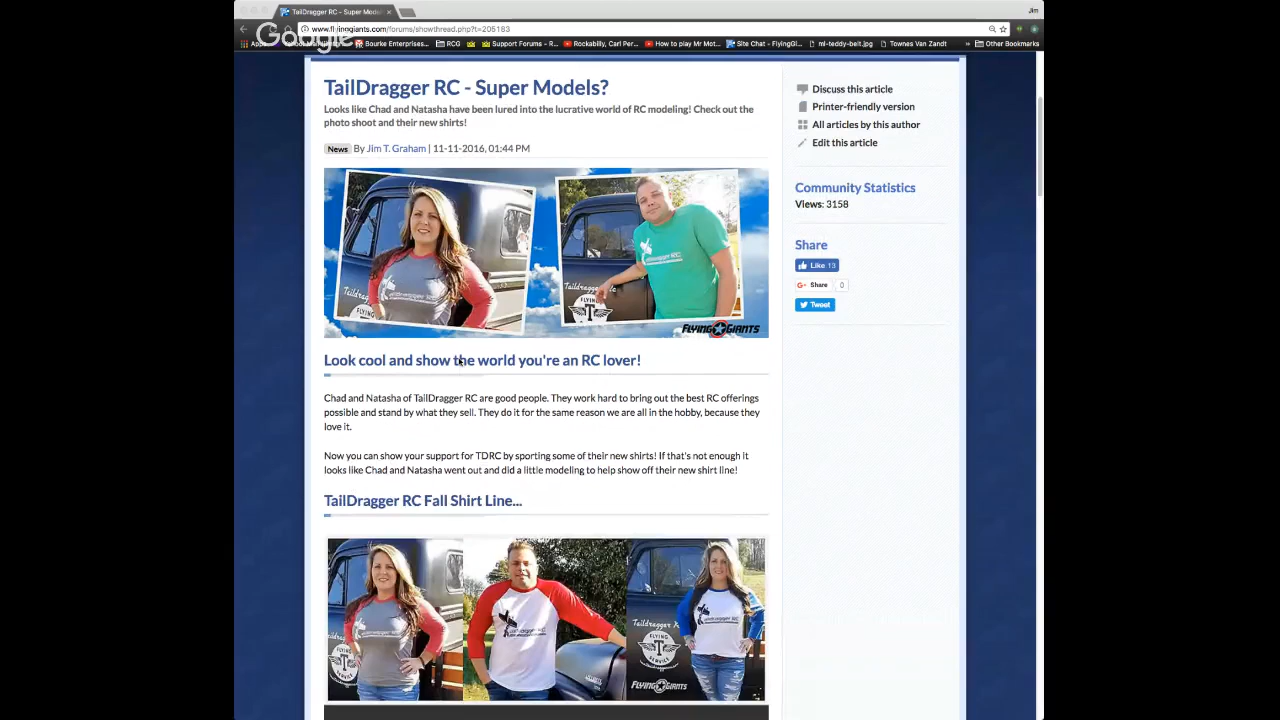 TailDragger RC - Super Mode
Jim
www.flyinggiants.com/forums/showthread.php?t=205183
Google
Apps
Bourke Enterprises...
RCG
Support Forums - R...
Rockabilly, Carl Per...
How to play Mr Mot...
Site Chat - FlyingGi...
ml-teddy-belt.jpg
Townes Van Zandt
»
Other Bookmarks
TailDragger RC - Super Models?
Looks like Chad and Natasha have been lured into the lucrative world of RC modeling! Check out the
photo shoot and their new shirts!
News By Jim T. Graham | 11-11-2016, 01:44 PM
FLYING GIANTS
Look cool and show the world you're an RC lover!
Chad and Natasha of TailDragger RC are good people. They work hard to bring out the best RC offerings
possible and stand by what they sell. They do it for the same reason we are all in the hobby, because they
love it.
Now you can show your support for TDRC by sporting some of their new shirts! If that's not enough it
looks like Chad and Natasha went out and did a little modeling to help show off their new shirt line!
TailDragger RC Fall Shirt Line...
Taildragger
FLYING
SERVICE
FLYING GIANTS
Discuss this article
Printer-friendly version
All articles by this author
Edit this article
Community Statistics
Views: 3158
Share
Like 13
G+ Share 0
Tweet